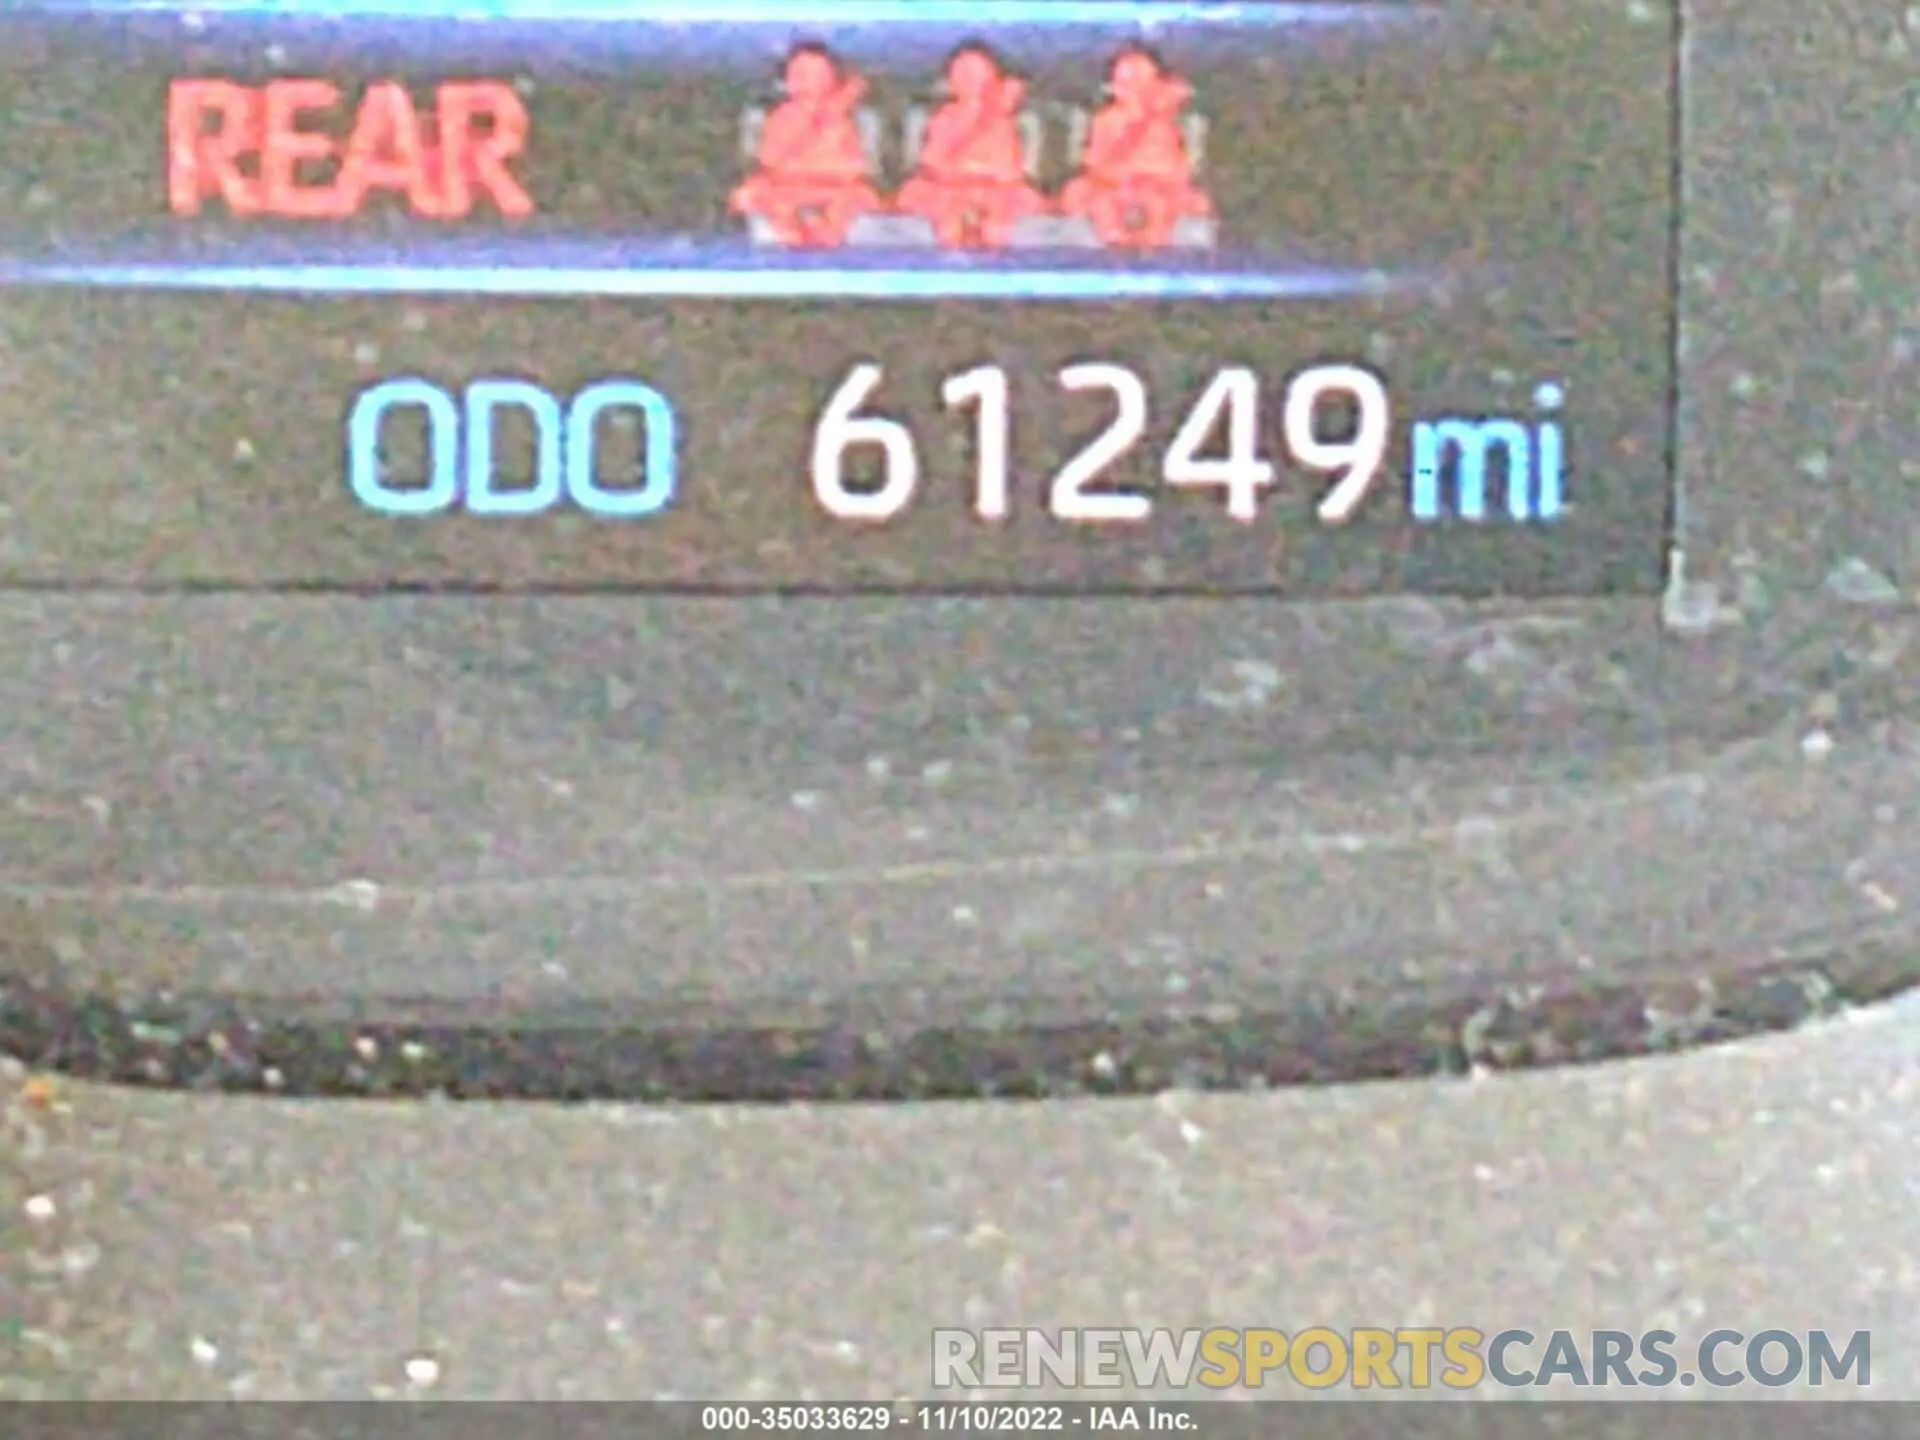 REAR
ODO 61249mi
RENEWSPORTSCARS.COM
000-35033629 - 11/10/2022 - IAA Inc.